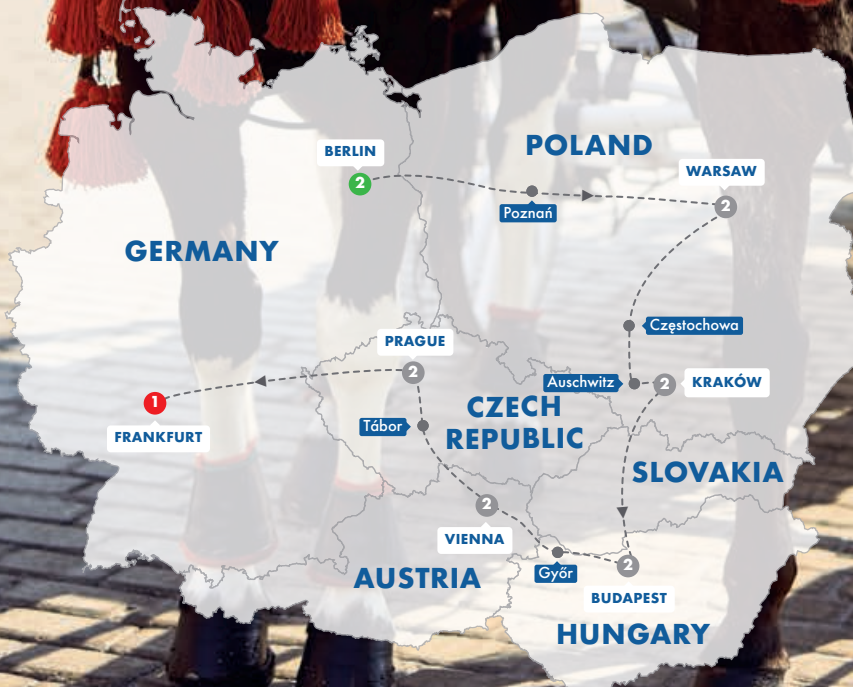 BERLIN
2
POLAND
WARSAW
2
Poznań
GERMANY
Częstochowa
PRAGUE
2
Auschwitz
2
KRAKÓW
1
FRANKFURT
Tábor
CZECH
REPUBLIC
SLOVAKIA
2
VIENNA
AUSTRIA
Győr
2
BUDAPEST
HUNGARY